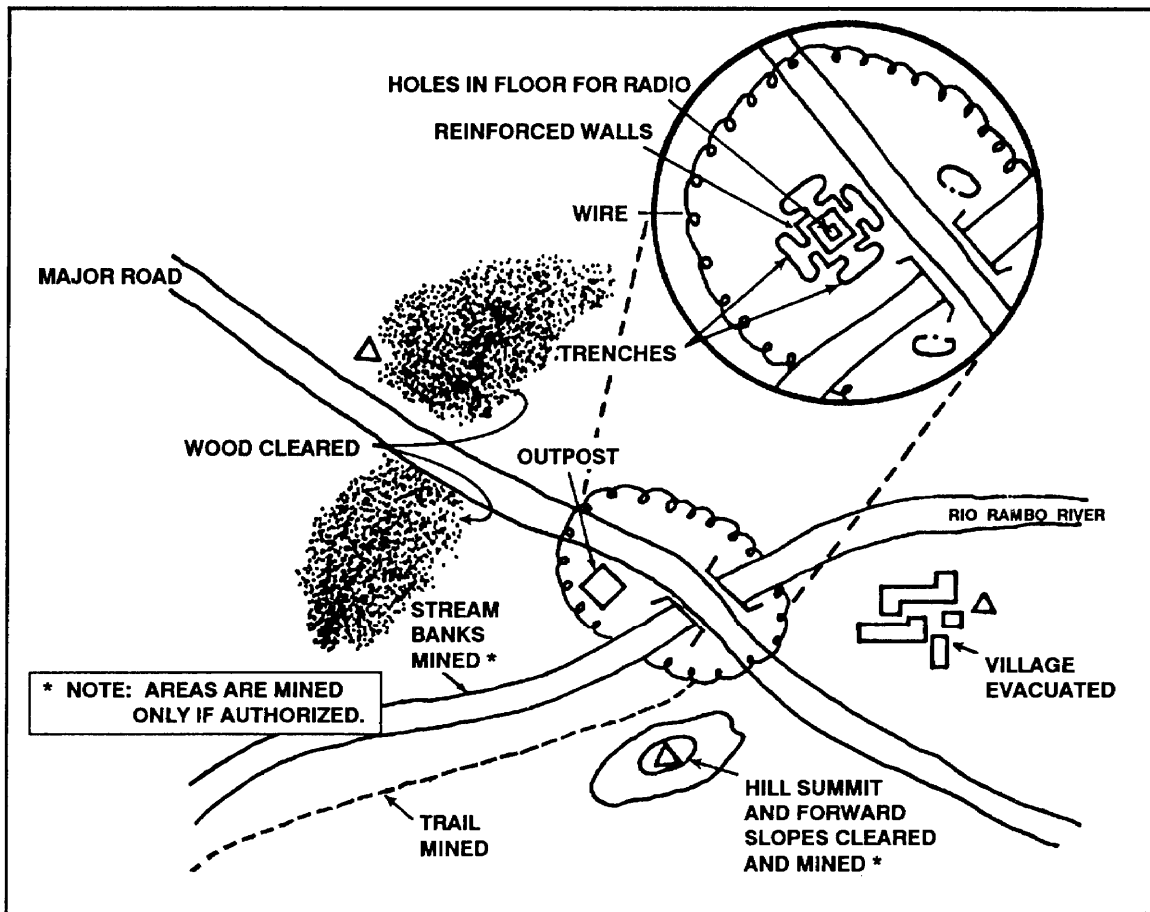 HOLES IN FLOOR FOR RADIO
REINFORCED WALLS
WIRE
MAJOR ROAD
TRENCHES
WOOD CLEARED
OUTPOST
RIO RAMBO RIVER
STREAM
BANKS
MINED *
VILLAGE
EVACUATED
* NOTE: AREAS ARE MINED
ONLY IF AUTHORIZED.
HILL SUMMIT
AND FORWARD
SLOPES CLEARED
AND MINED *
TRAIL
MINED